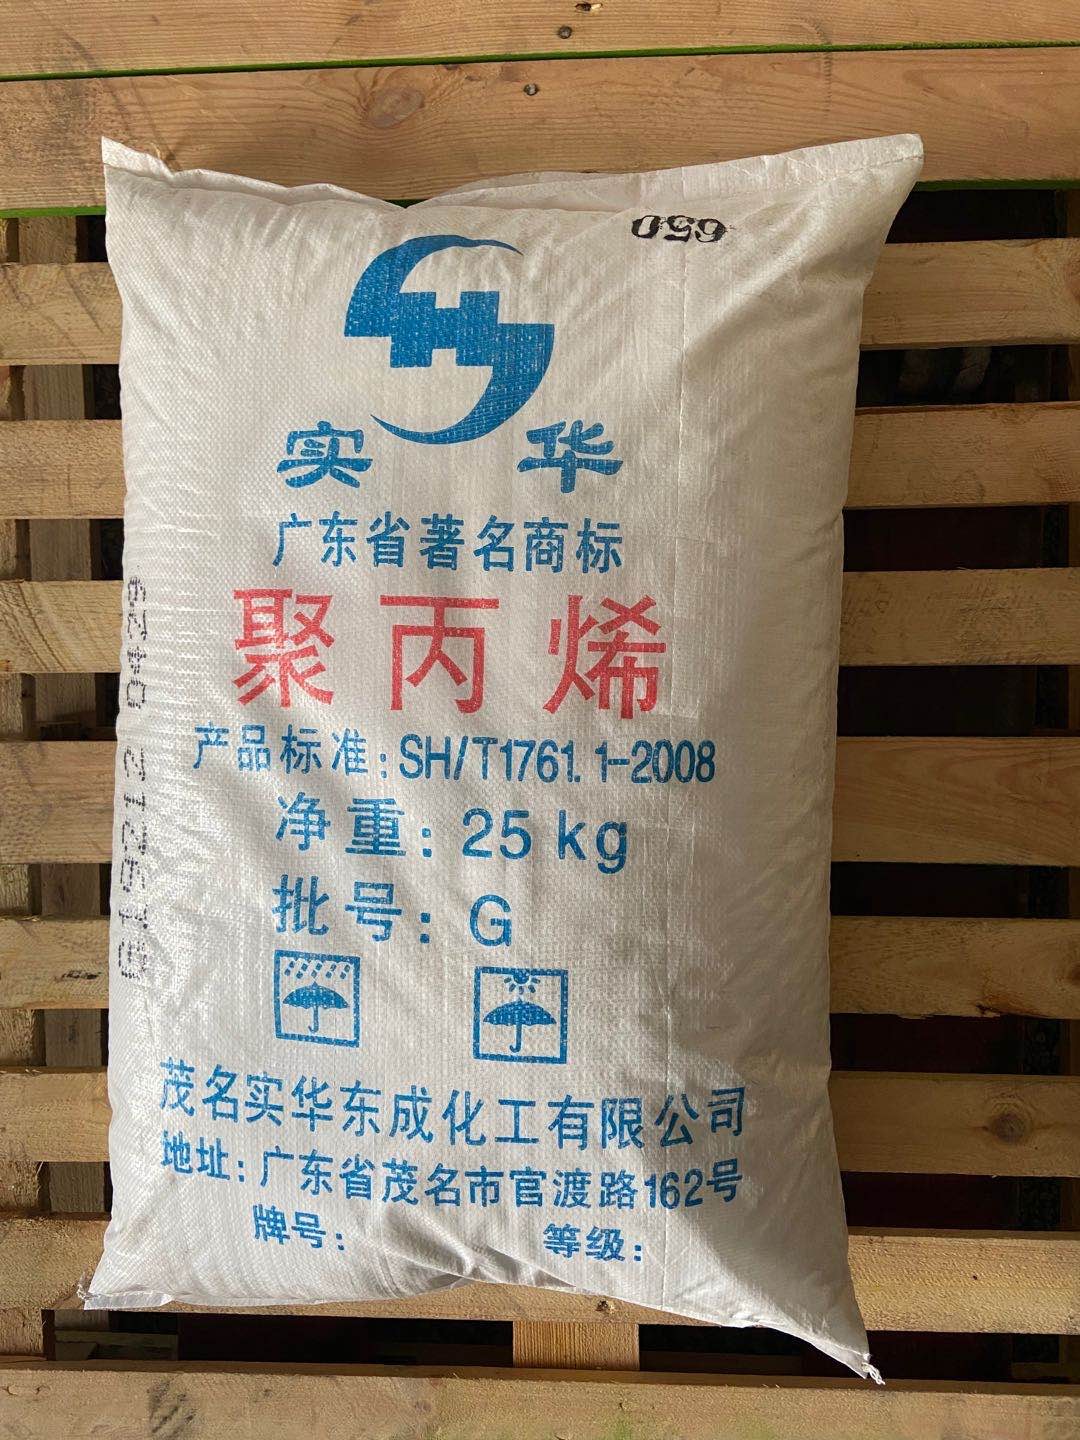 650
实华
广东省著名商标
聚丙烯
产品标准:SH/T1761.1-2008
净重:25kg
批号:G
茂名实华东成化工有限公司
地址:广东省茂名市官渡路162号
牌号:
等级: